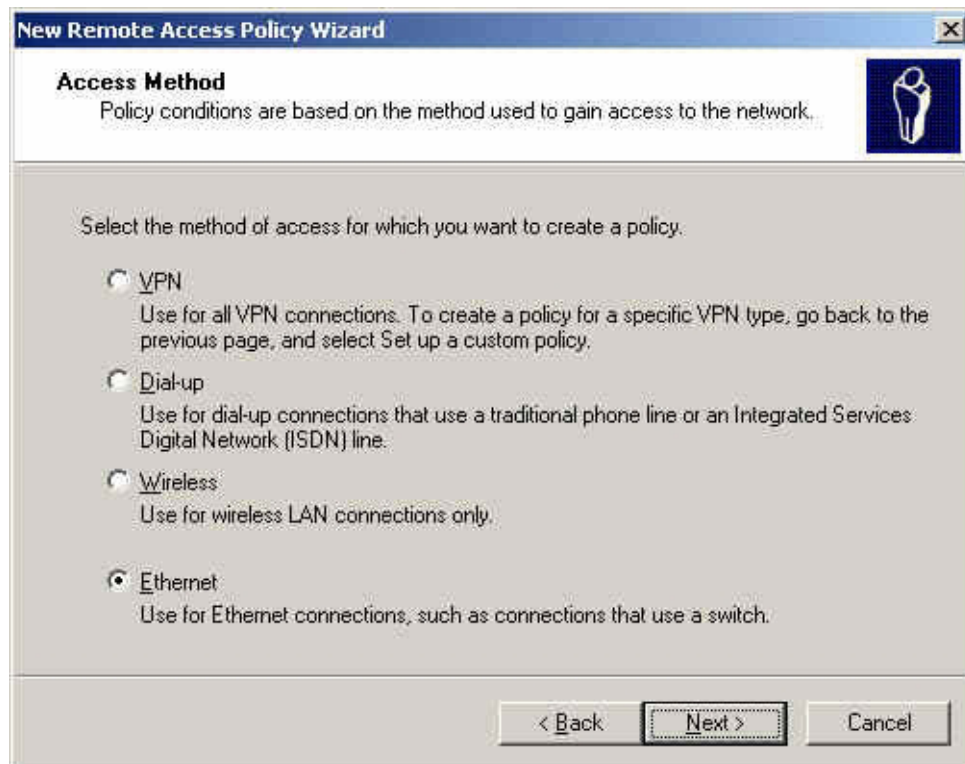 New Remote Access Policy Wizard
Access Method
Policy conditions are based on the method used to gain access to the network.
Select the method of access for which you want to create a policy.
VPN
Use for all VPN connections. To create a policy for a specific VPN type, go back to the
previous page, and select Set up a custom policy.
Dial-up
Use for dial-up connections that use a traditional phone line or an Integrated Services
Digital Network (ISDN) line.
Wireless
Use for wireless LAN connections only.
Ethernet
Use for Ethernet connections, such as connections that use a switch.
< Back Next > Cancel